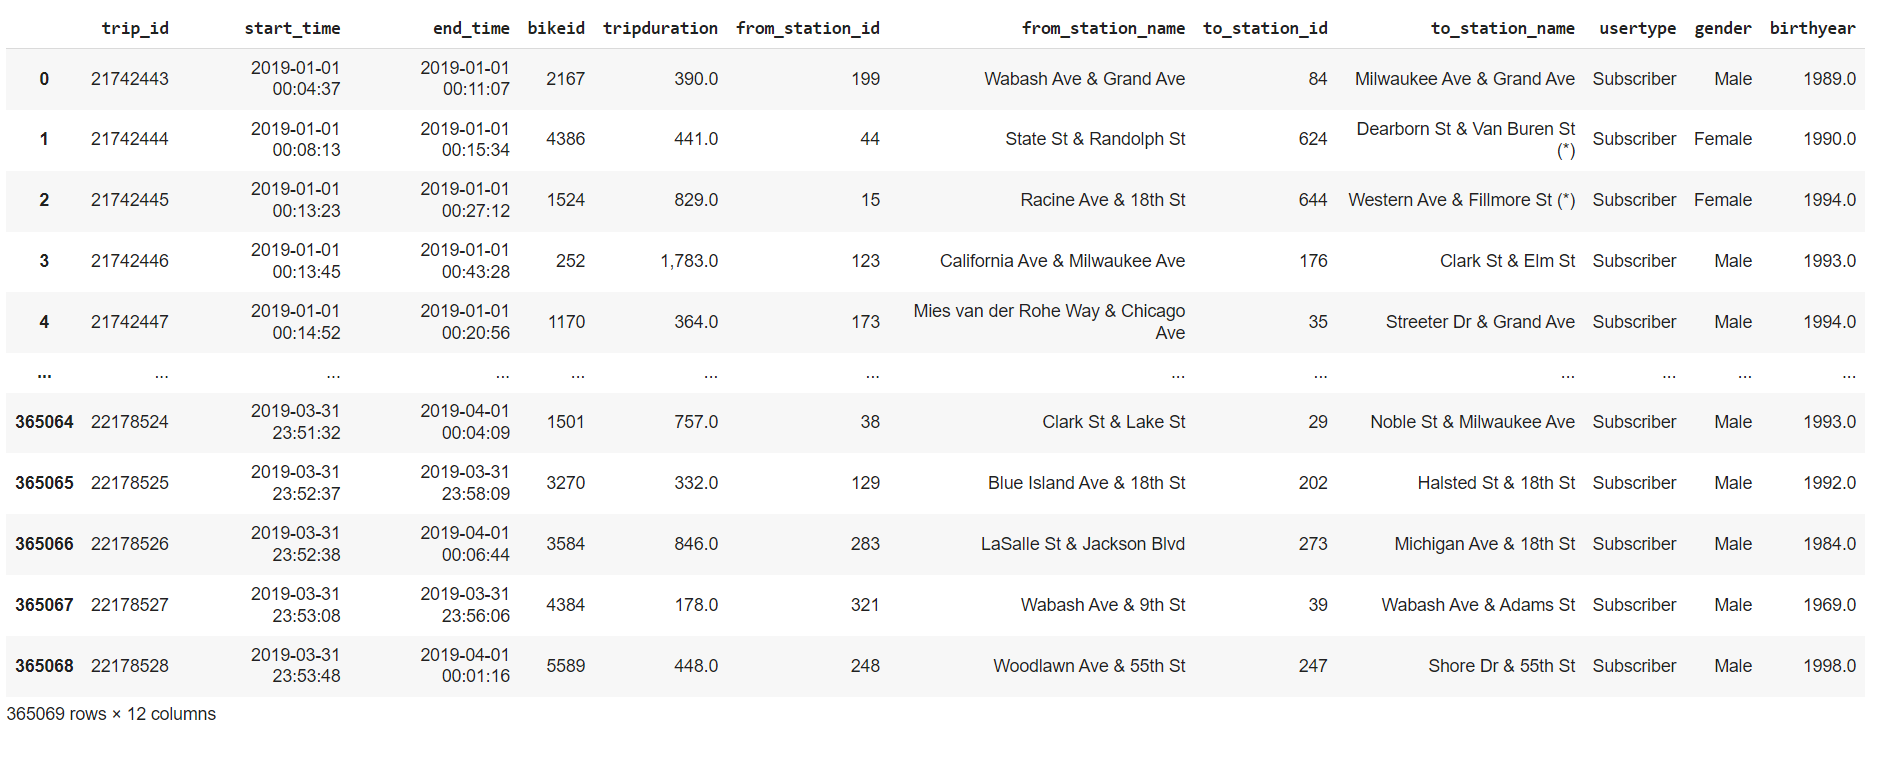 trip_id start_time end_time bikeid tripduration from_station_id from_station_name to_station_id to_station_name usertype gender birthyear
0 21742443 2019-01-01 00:04:37 2019-01-01 00:11:07 2167 390.0 199 Wabash Ave & Grand Ave 84 Milwaukee Ave & Grand Ave Subscriber Male 1989.0
1 21742444 2019-01-01 00:08:13 2019-01-01 00:15:34 4386 441.0 44 State St & Randolph St 624 Dearborn St & Van Buren St (*) Subscriber Female 1990.0
2 21742445 2019-01-01 00:13:23 2019-01-01 00:27:12 1524 829.0 15 Racine Ave & 18th St 644 Western Ave & Fillmore St (*) Subscriber Female 1994.0
3 21742446 2019-01-01 00:13:45 2019-01-01 00:43:28 252 1,783.0 123 California Ave & Milwaukee Ave 176 Clark St & Elm St Subscriber Male 1993.0
4 21742447 2019-01-01 00:14:52 2019-01-01 00:20:56 1170 364.0 173 Mies van der Rohe Way & Chicago Ave 35 Streeter Dr & Grand Ave Subscriber Male 1994.0
... ... ... ... ... ... ... ... ... ... ... ... ...
365064 22178524 2019-03-31 23:51:32 2019-04-01 00:04:09 1501 757.0 38 Clark St & Lake St 29 Noble St & Milwaukee Ave Subscriber Male 1993.0
365065 22178525 2019-03-31 23:52:37 2019-03-31 23:58:09 3270 332.0 129 Blue Island Ave & 18th St 202 Halsted St & 18th St Subscriber Male 1992.0
365066 22178526 2019-03-31 23:52:38 2019-04-01 00:06:44 3584 846.0 283 LaSalle St & Jackson Blvd 273 Michigan Ave & 18th St Subscriber Male 1984.0
365067 22178527 2019-03-31 23:53:08 2019-03-31 23:56:06 4384 178.0 321 Wabash Ave & 9th St 39 Wabash Ave & Adams St Subscriber Male 1969.0
365068 22178528 2019-03-31 23:53:48 2019-04-01 00:01:16 5589 448.0 248 Woodlawn Ave & 55th St 247 Shore Dr & 55th St Subscriber Male 1998.0
365069 rows × 12 columns